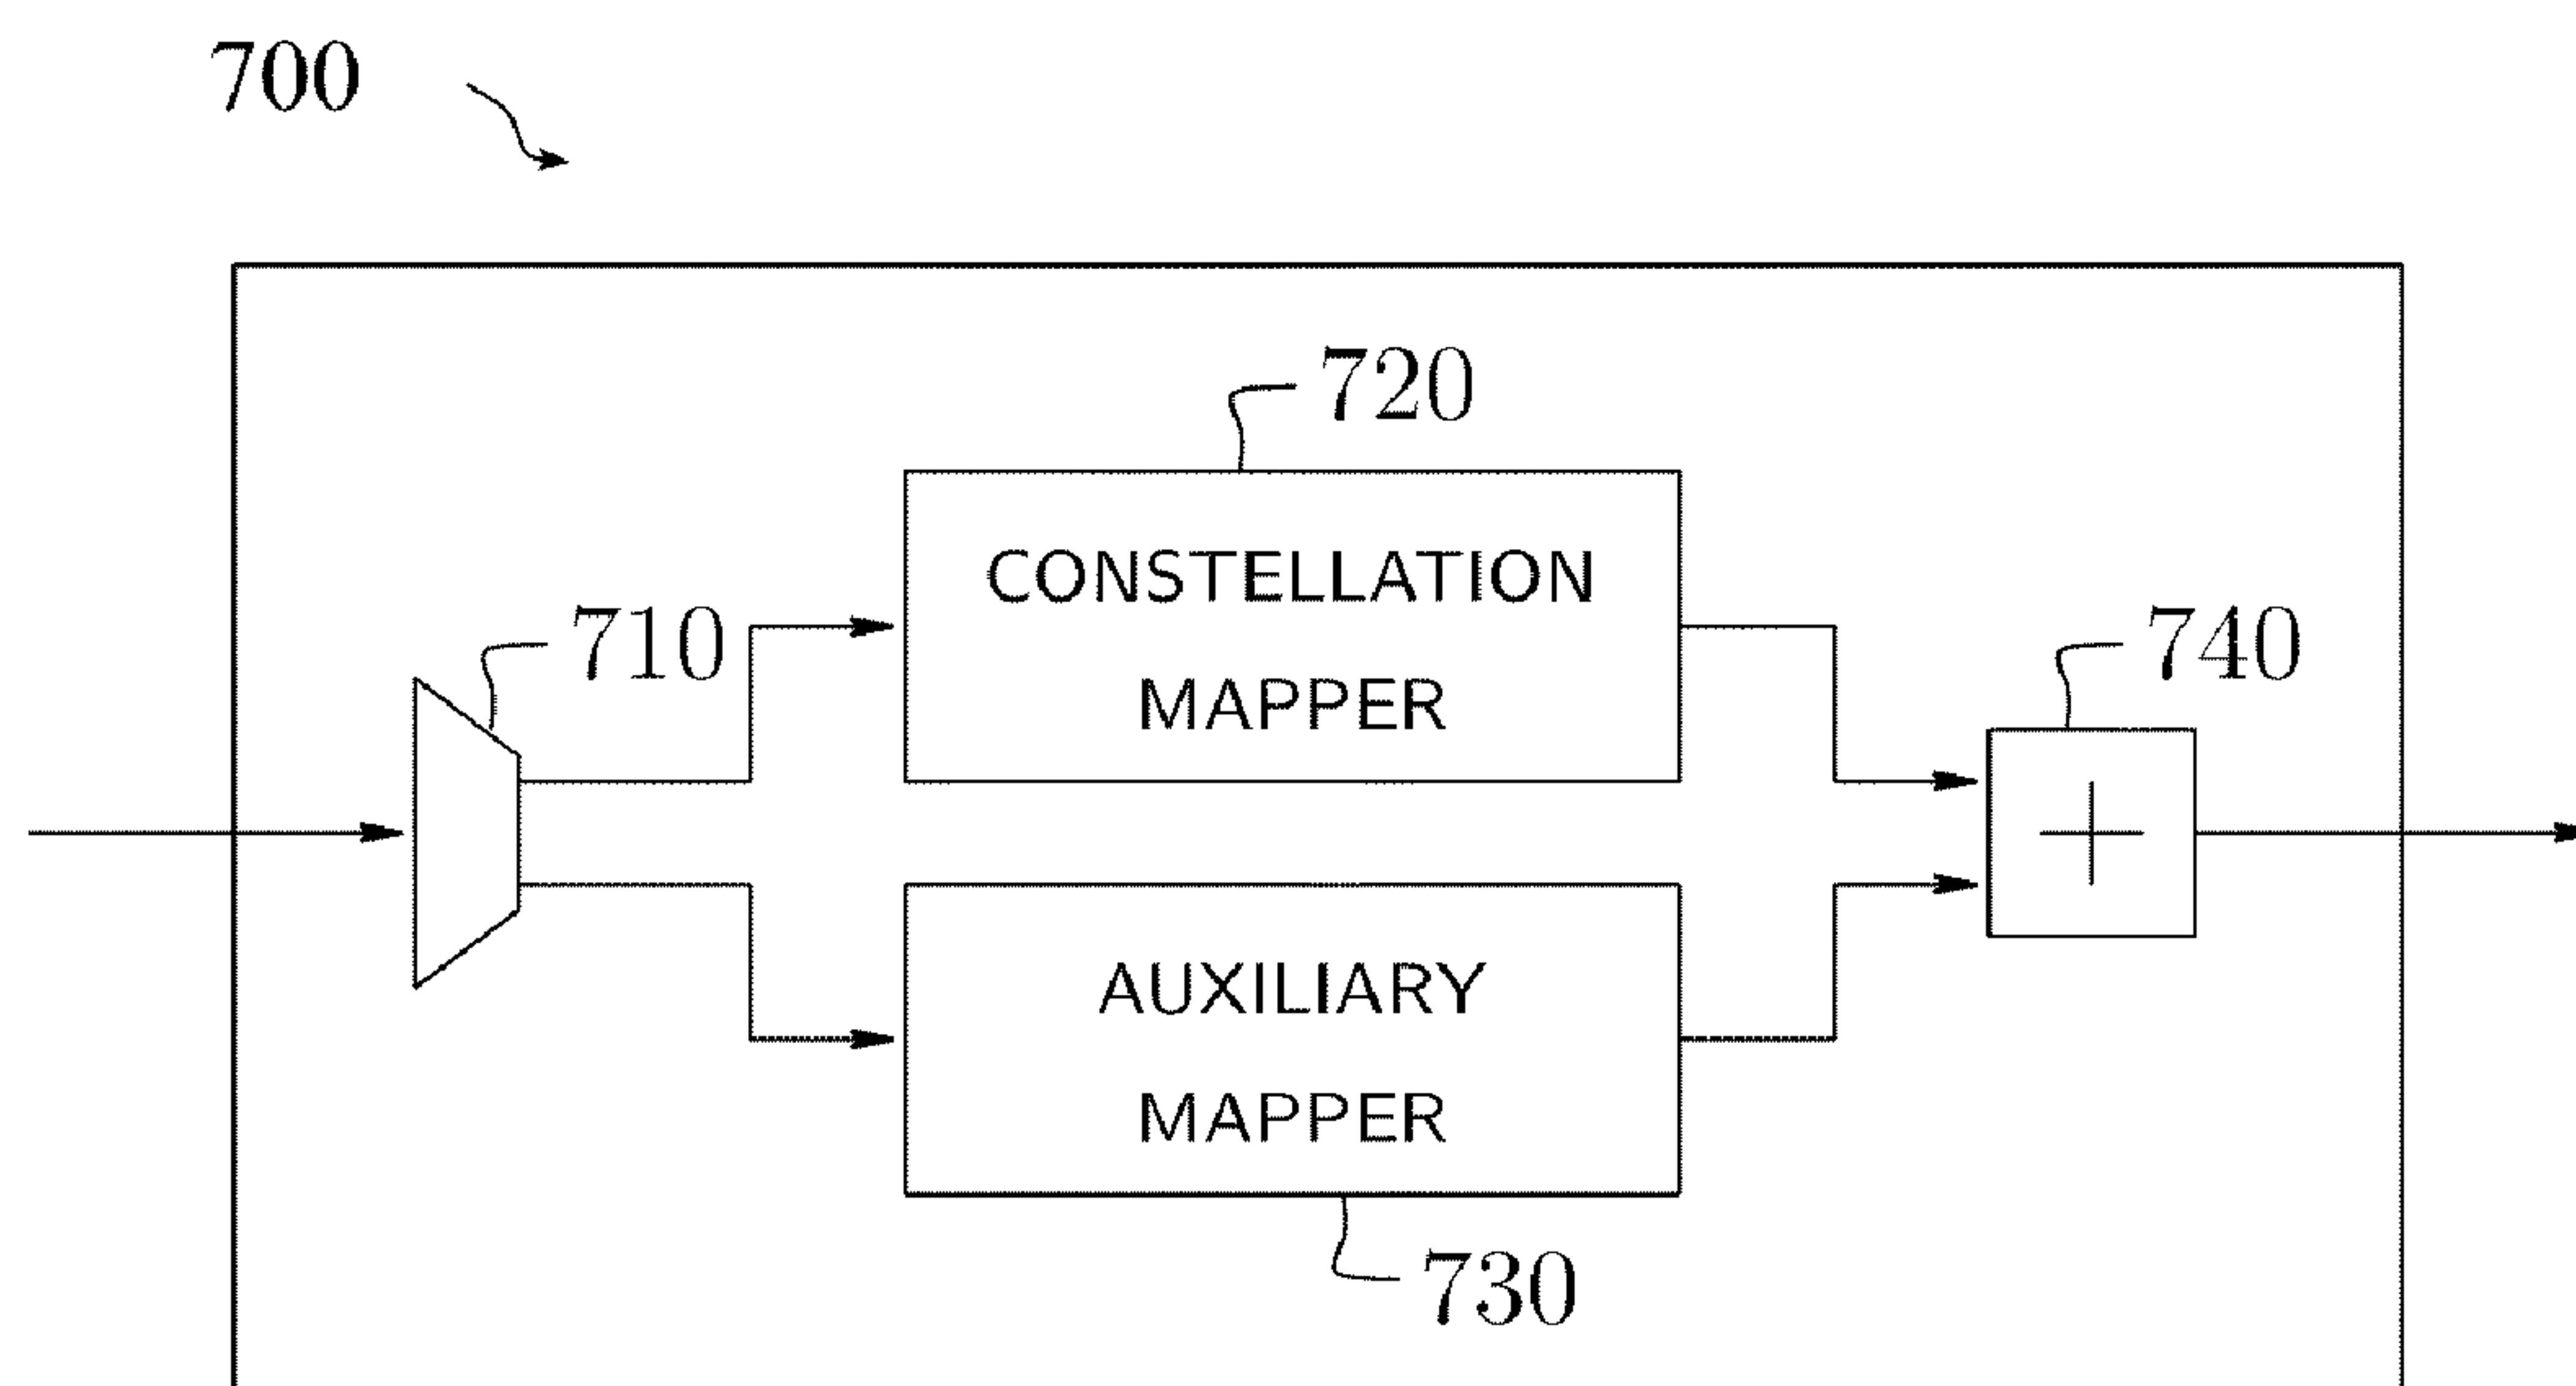 700
720
CONSTELLATION
MAPPER
710
740
+
AUXILIARY
MAPPER
730